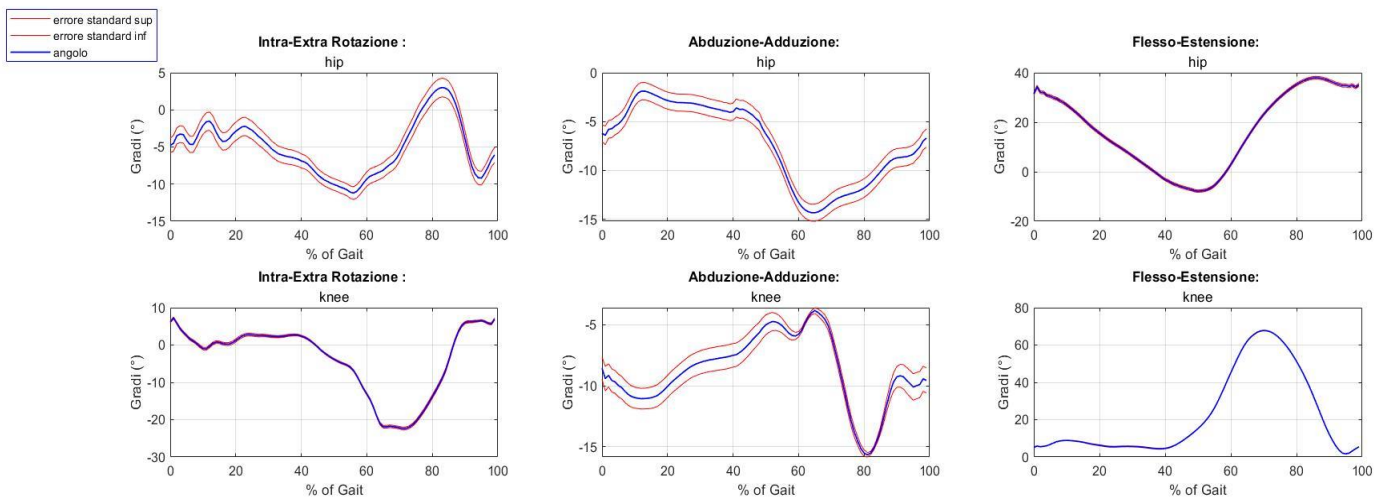 errore standard sup
errore standard inf
angolo
Intra-Extra Rotazione :
hip
5
0
-5
-10
-15
Gradi (°)
0 20 40 60 80 100
% of Gait
Abduzione-Adduzione:
hip
0
-5
-10
-15
Gradi (°)
0 20 40 60 80 100
% of Gait
Flesso-Estensione:
hip
40
20
0
-20
Gradi (°)
0 20 40 60 80 100
% of Gait
Intra-Extra Rotazione :
knee
10
0
-10
-20
-30
Gradi (°)
0 20 40 60 80 100
% of Gait
Abduzione-Adduzione:
knee
-5
-10
-15
Gradi (°)
0 20 40 60 80 100
% of Gait
Flesso-Estensione:
knee
80
60
40
20
0
Gradi (°)
0 20 40 60 80 100
% of Gait